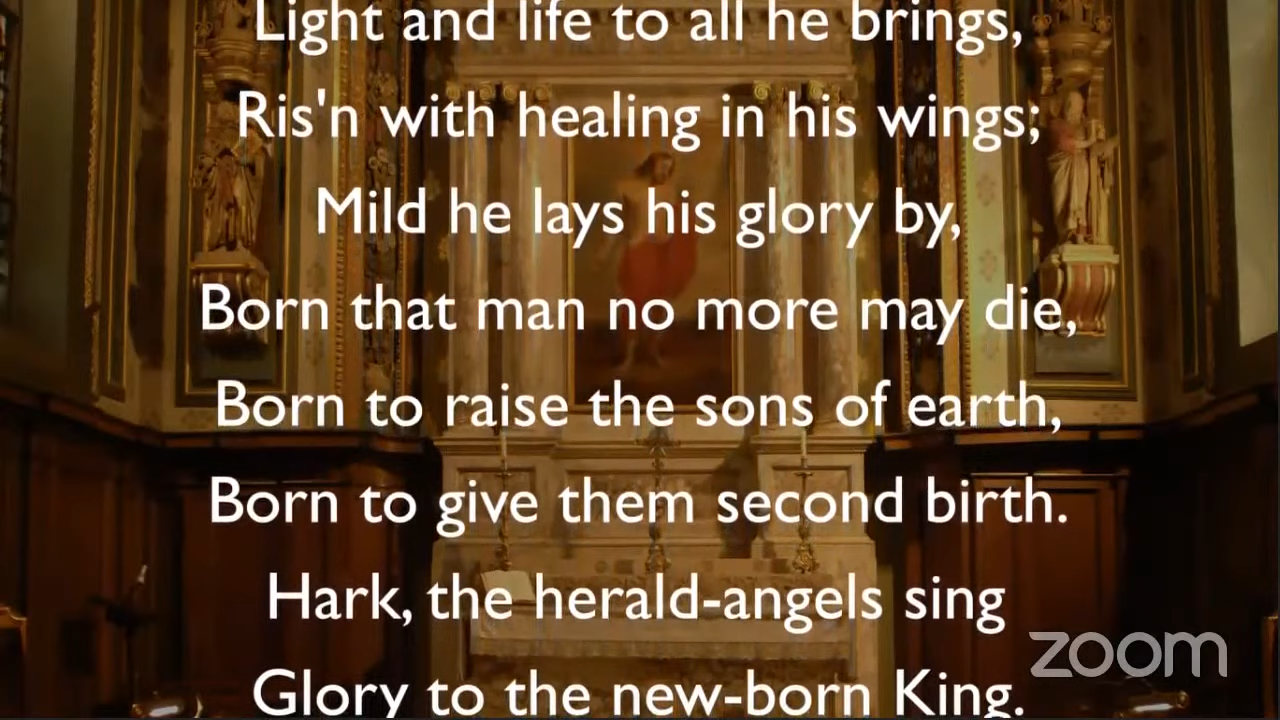 Light and life to all he brings,
Ris'n with healing in his wings;
Mild he lays his glory by,
Born that man no more may die,
Born to raise the sons of earth,
Born to give them second birth.
Hark, the herald-angels sing
Glory to the new-born King.
zoom